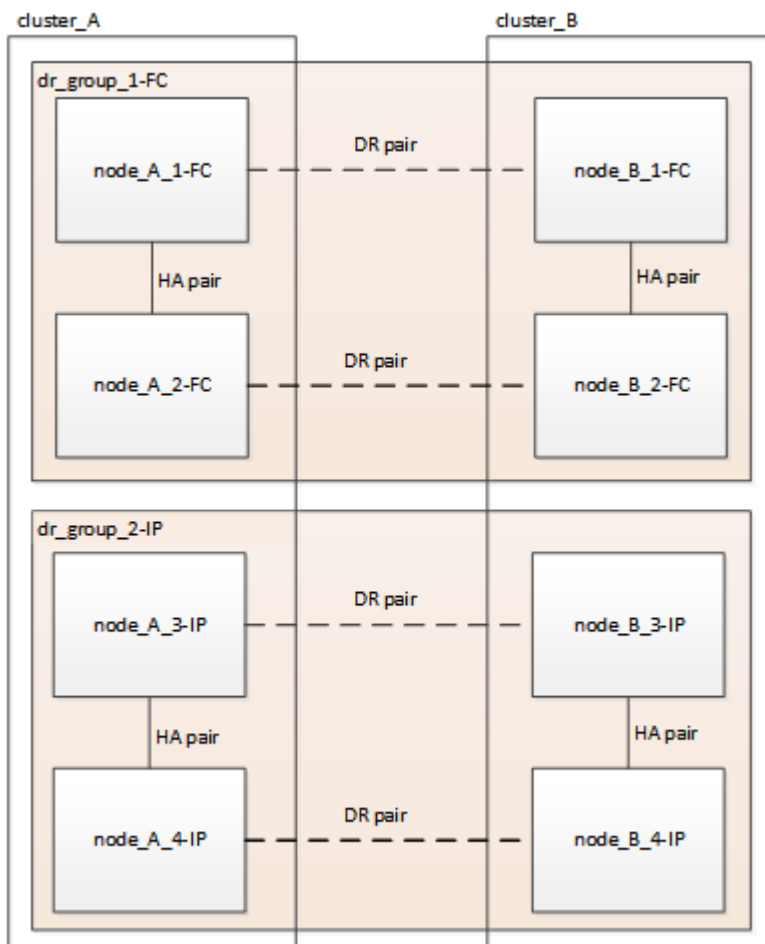 cluster_A
cluster_B
dr_group_1-FC
node_A_1-FC
DR pair
node_B_1-FC
HA pair
HA pair
node_A_2-FC
DR pair
node_B_2-FC
dr_group_2-IP
node_A_3-IP
DR pair
node_B_3-IP
HA pair
HA pair
node_A_4-IP
DR pair
node_B_4-IP